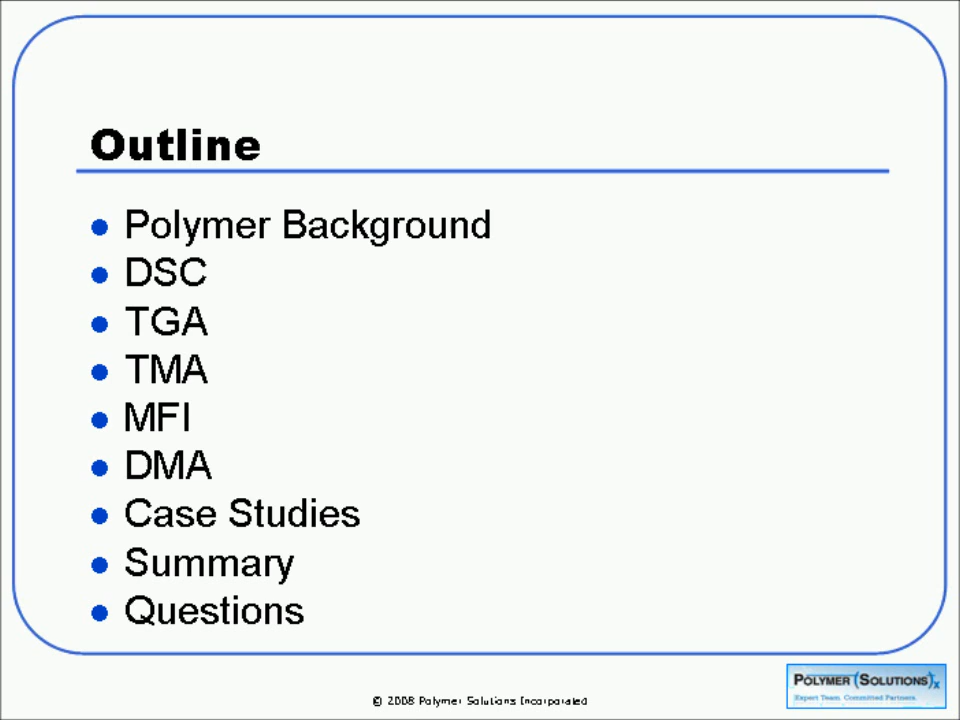 Outline
Polymer Background
DSC
TGA
TMA
MFI
DMA
Case Studies
Summary
Questions
© 2008 Polymer Solutions Incorporated
POLYMER (SOLUTIONS)x
Expert Team. Committed Partners.